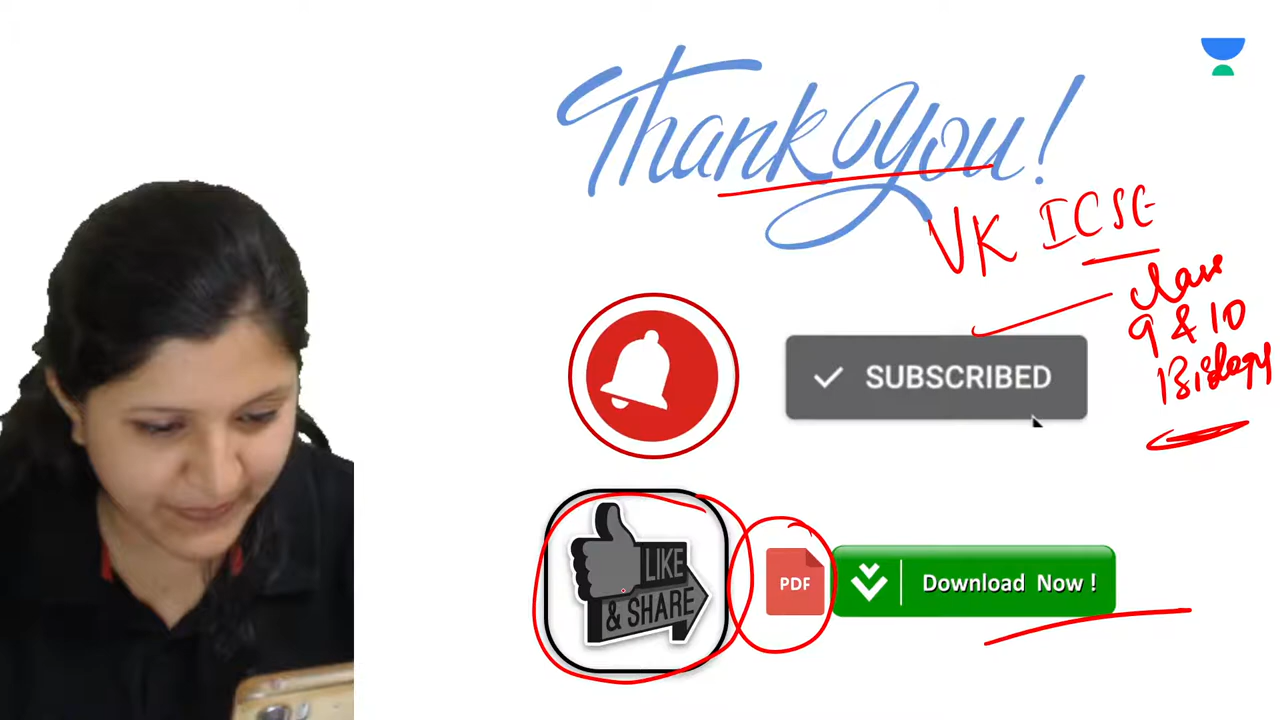 Thank You!
VK ICSE
class
9 & 10
Biology
SUBSCRIBED
LIKE
& SHARE
PDF
Download Now !